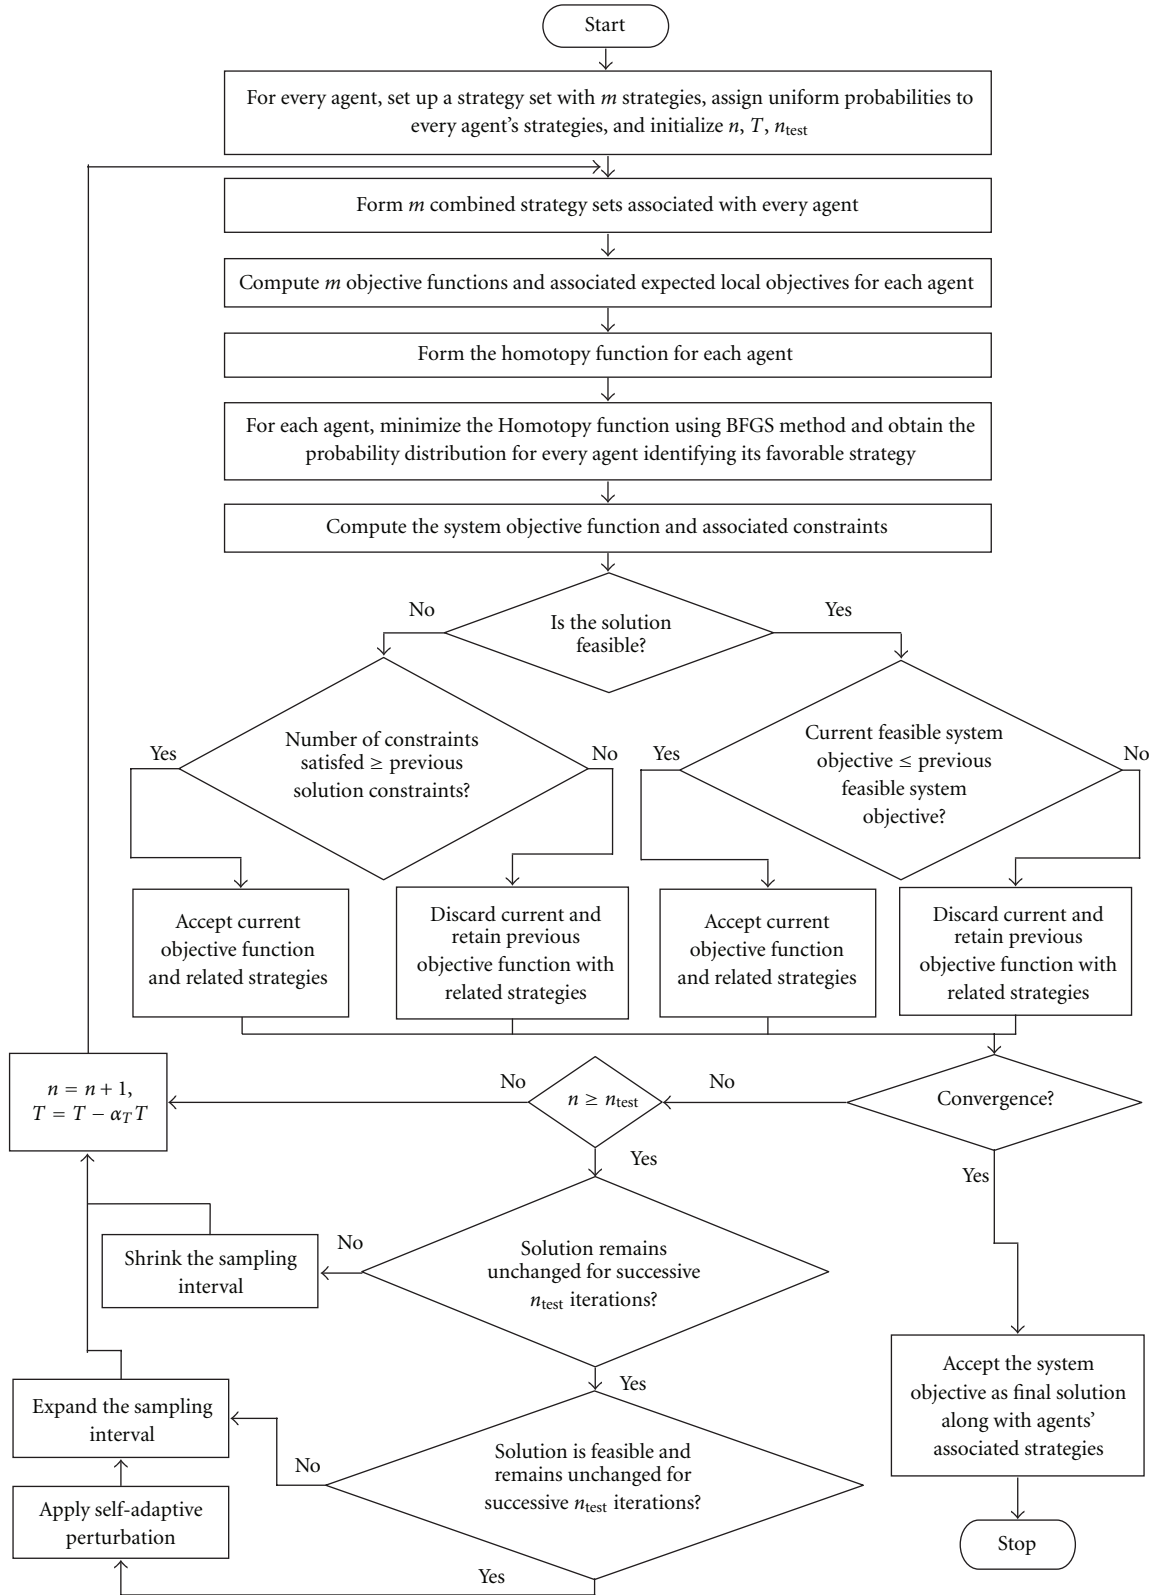 Start
For every agent, set up a strategy set with m strategies, assign uniform probabilities to
every agent's strategies, and initialize n, T, n_test
Form m combined strategy sets associated with every agent
Compute m objective functions and associated expected local objectives for each agent
Form the homotopy function for each agent
For each agent, minimize the Homotopy function using BFGS method and obtain the
probability distribution for every agent identifying its favorable strategy
Compute the system objective function and associated constraints
No
Yes
Is the solution
feasible?
Yes
Number of constraints
satisfed ≥ previous
solution constraints?
No
Yes
Current feasible system
objective ≤ previous
feasible system
objective?
No
Accept current
objective function
and related strategies
Discard current and
retain previous
objective function with
related strategies
Accept current
objective function
and related strategies
Discard current and
retain previous
objective function with
related strategies
n = n + 1,
T = T − α_T T
No
n ≥ n_test
No
Convergence?
Yes
Yes
Shrink the sampling
interval
No
Solution remains
unchanged for successive
n_test iterations?
Yes
Accept the system
objective as final solution
along with agents'
associated strategies
Expand the sampling
interval
No
Solution is feasible and
remains unchanged for
successive n_test iterations?
Apply self-adaptive
perturbation
Yes
Stop